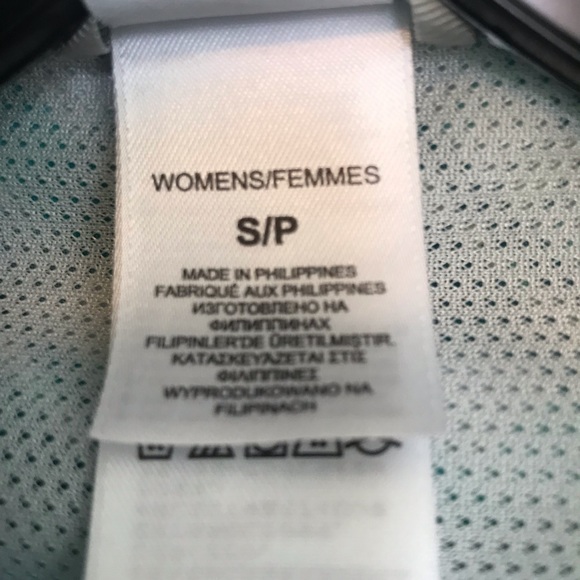 WOMENS/FEMMES
S/P
MADE IN PHILIPPINES
FABRIQUÉ AUX PHILIPPINES
ИЗГОТОВЛЕНО НА
ФИЛИППИНАХ
FILIPINLER'DE ÜRETILMIŞTIR.
ΚΑΤΑΣΚΕΥΑΖΕΤΑΙ ΣΤΙΣ
ΦΙΛΙΠΠΙΝΕΣ
WYPRODUKOWANO NA
FILIPINACH